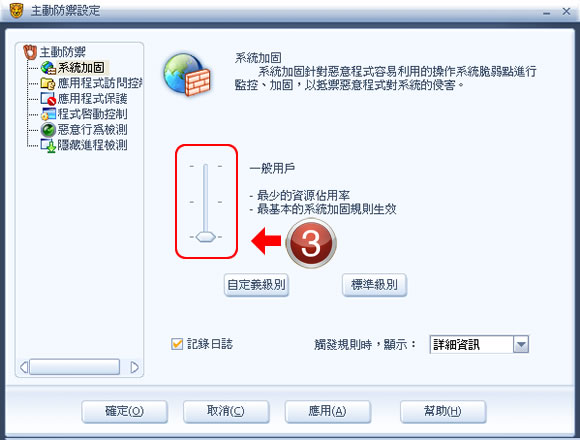 主動防禦設定
主動防禦
系統加固
應用程式訪問控制
應用程式保護
程式啓動控制
惡意行爲檢測
隱藏進程檢測
系統加固
系統加固針對惡意程式容易利用的操作系統脆弱點進行
監控、加固，以抵禦惡意程式對系統的侵害。
一般用戶
- 最少的資源佔用率
- 最基本的系統加固規則生效
3
自定義級別
標準級別
記錄日誌
觸發規則時，顯示：
詳細資訊
確定(O)
取消(C)
應用(A)
幫助(H)